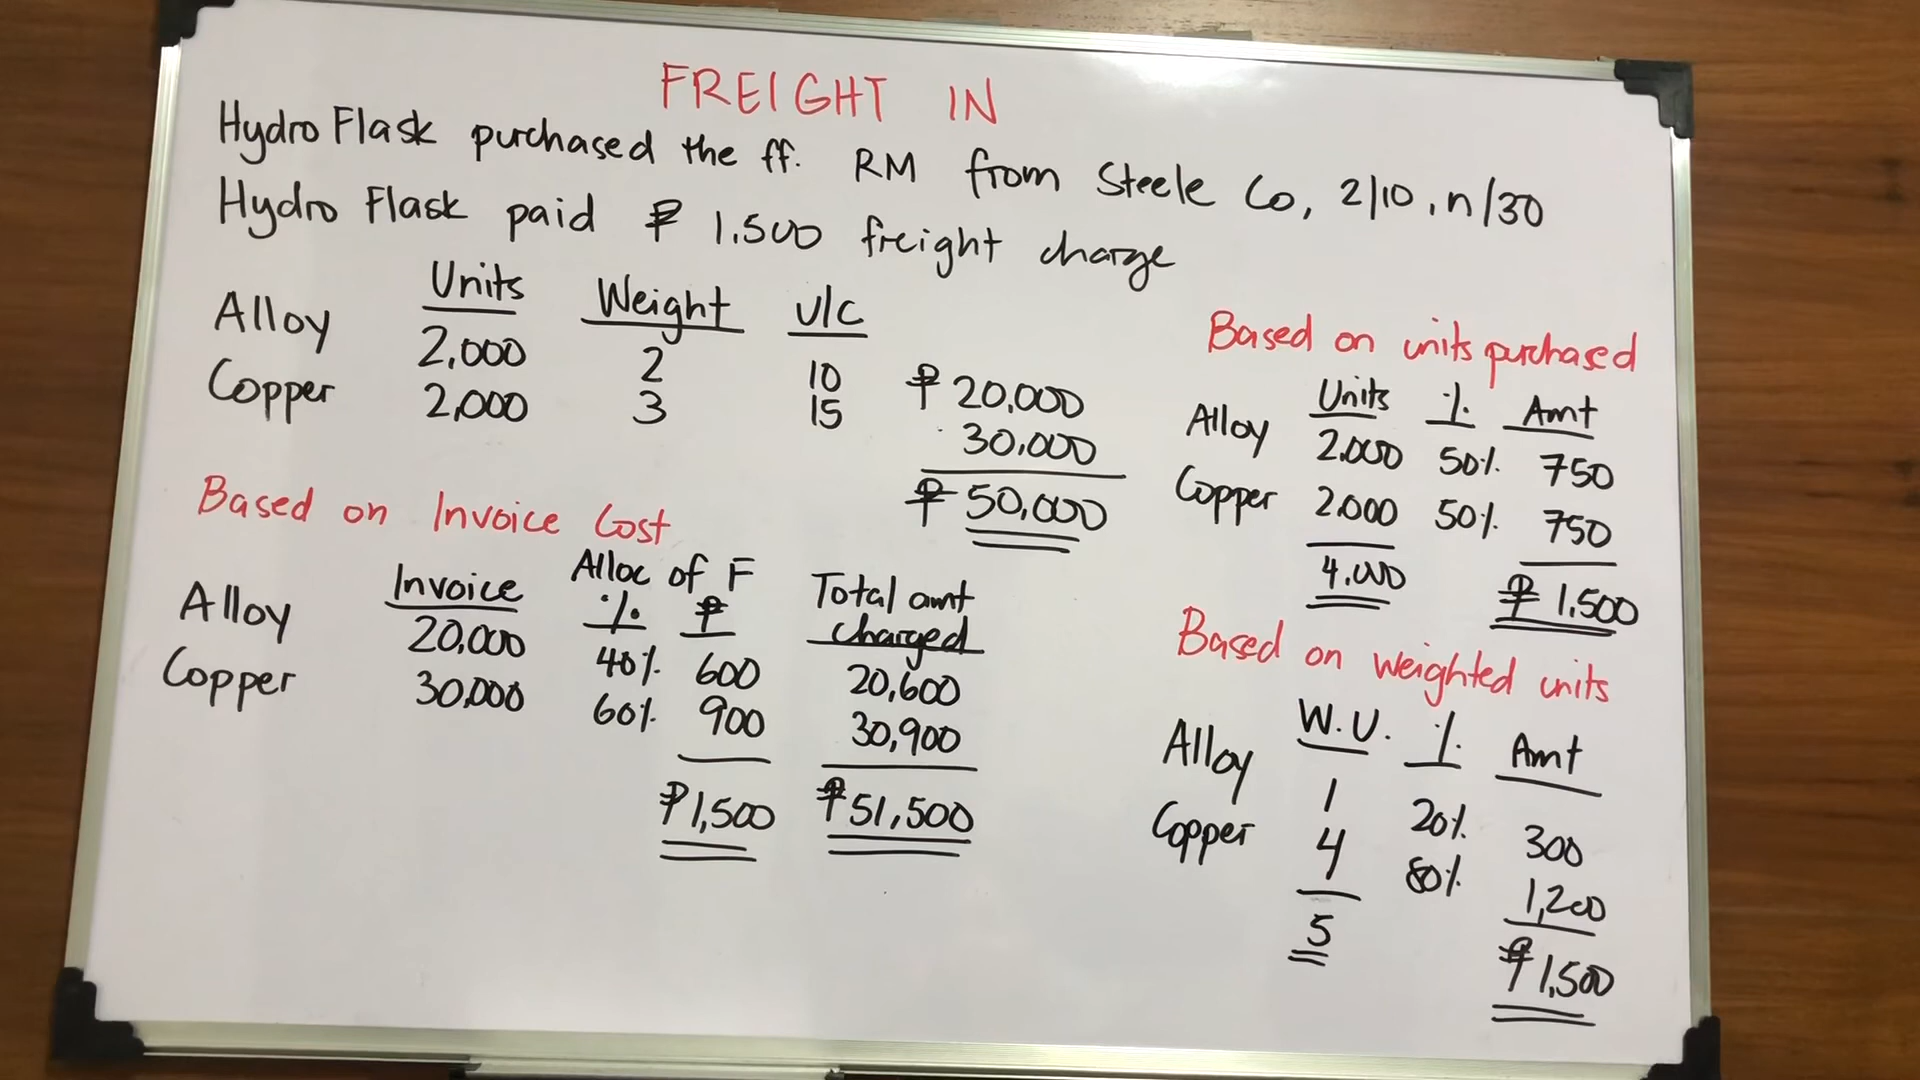 FREIGHT IN
Hydro Flask purchased the ff. RM from Steele Co, 2/10, n/30
Hydro Flask paid ₱ 1,500 freight charge
Units Weight U/C
Alloy 2,000 2 10 ₱ 20,000
Copper 2,000 3 15 30,000
₱ 50,000
Based on Invoice Cost
Alloc of F
Invoice % ₱ Total amt charged
Alloy 20,000 40% 600 20,600
Copper 30,000 60% 900 30,900
₱1,500 ₱51,500
Based on units purchased
Units % Amt
Alloy 2,000 50% 750
Copper 2,000 50% 750
4,000 ₱ 1,500
Based on weighted units
W.U. % Amt
Alloy 1 20% 300
Copper 4 80% 1,200
5 ₱1,500